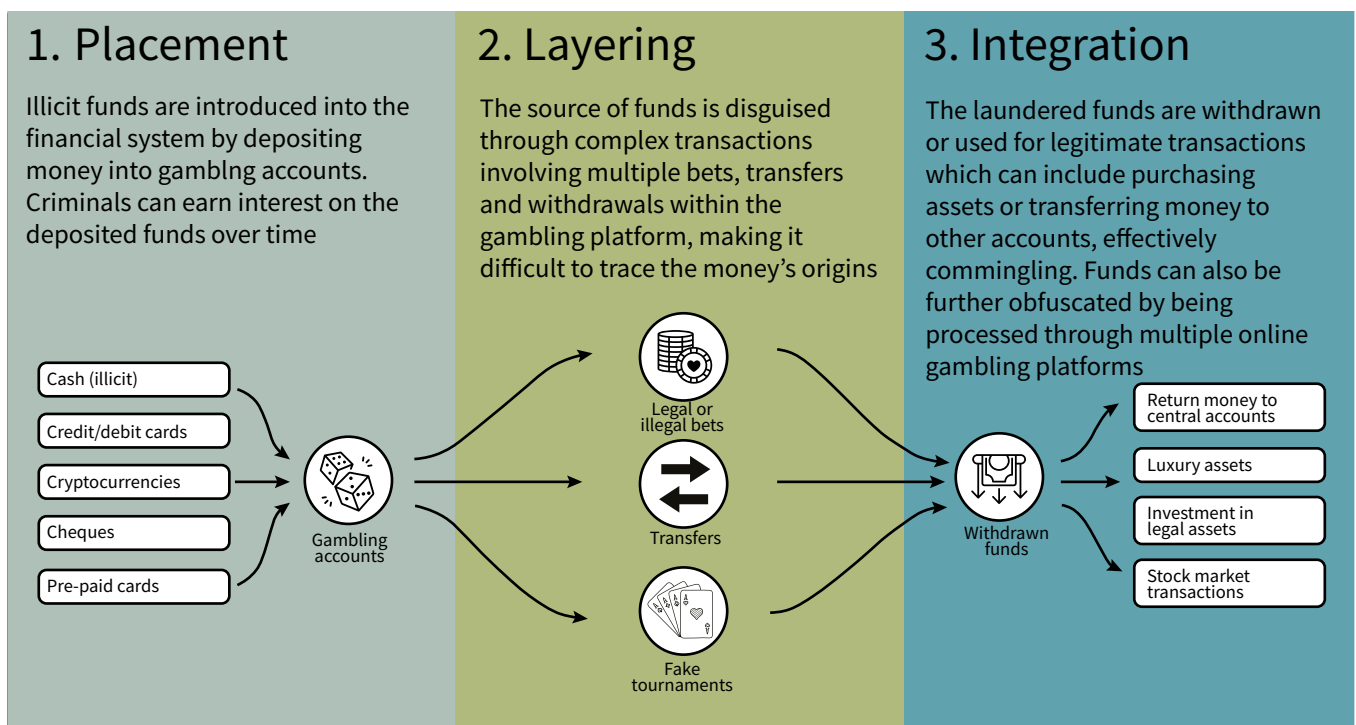 1. Placement
Illicit funds are introduced into the
financial system by depositing
money into gamblng accounts.
Criminals can earn interest on the
deposited funds over time
Cash (illicit)
Credit/debit cards
Cryptocurrencies
Cheques
Pre-paid cards
Gambling
accounts
2. Layering
The source of funds is disguised
through complex transactions
involving multiple bets, transfers
and withdrawals within the
gambling platform, making it
difficult to trace the money’s origins
Legal or
illegal bets
Transfers
Fake
tournaments
3. Integration
The laundered funds are withdrawn
or used for legitimate transactions
which can include purchasing
assets or transferring money to
other accounts, effectively
commingling. Funds can also be
further obfuscated by being
processed through multiple online
gambling platforms
Withdrawn
funds
Return money to
central accounts
Luxury assets
Investment in
legal assets
Stock market
transactions